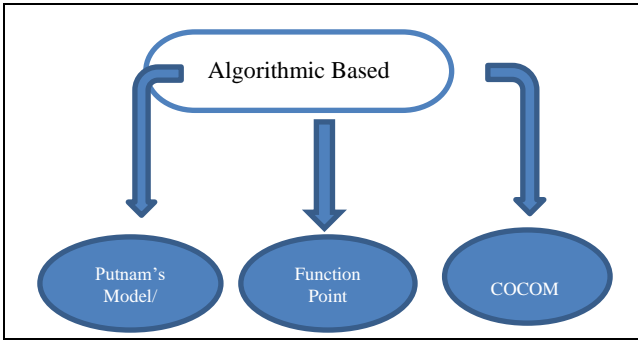 Algorithmic Based
Putnam's
Model/
Function
Point
COCOM